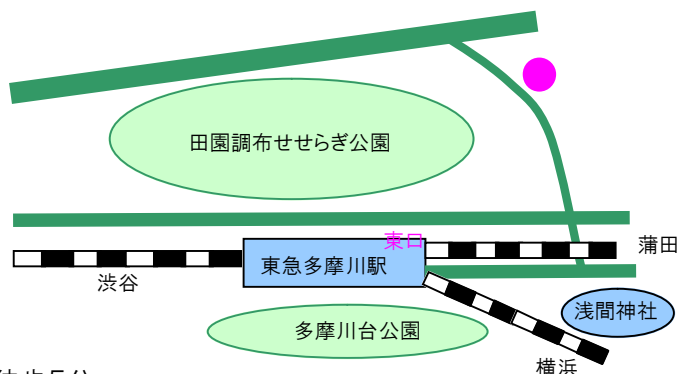 田園調布せせらぎ公園
東口
蒲田
東急多摩川駅
渋谷
浅間神社
多摩川台公園
横浜